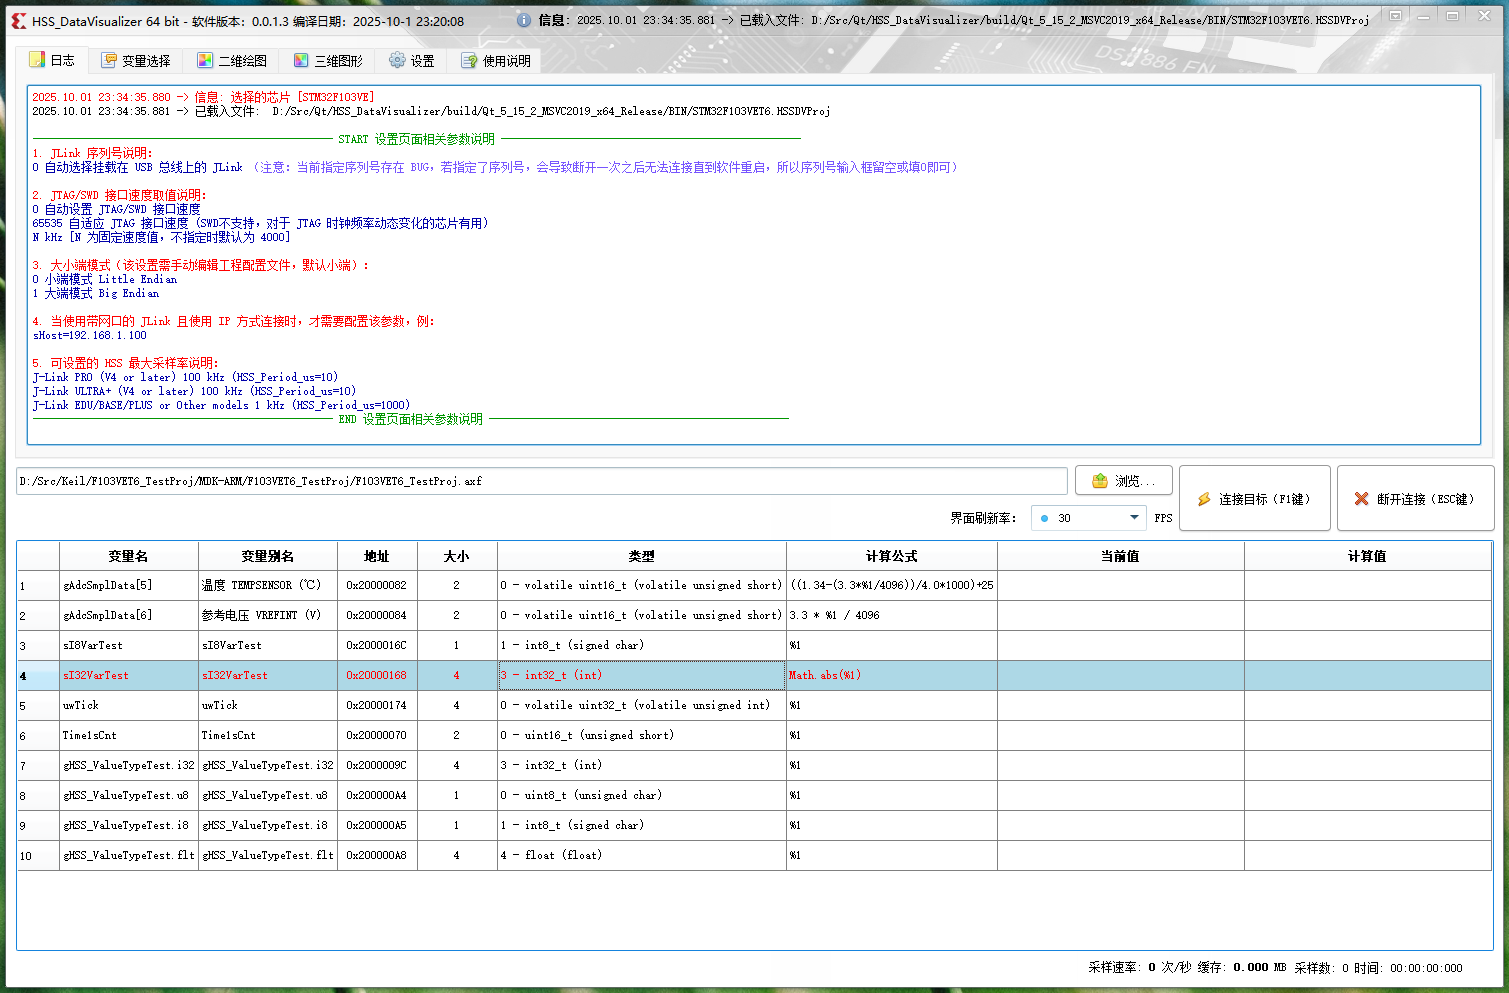 HSS_DataVisualizer 64 bit - 软件版本：0.0.1.3 编译日期：2025-10-1 23:20:08
信息：2025.10.01 23:34:35.881 -> 已载入文件：D:/Src/Qt/HSS_DataVisualizer/build/Qt_5_15_2_MSVC2019_x64_Release/BIN/STM32F103VET6.HSSDVProj
日志 变量选择 二维绘图 三维图形 设置 使用说明
2025.10.01 23:34:35.880 -> 信息：选择的芯片 [STM32F103VE]
2025.10.01 23:34:35.881 -> 已载入文件： D:/Src/Qt/HSS_DataVisualizer/build/Qt_5_15_2_MSVC2019_x64_Release/BIN/STM32F103VET6.HSSDVProj
START 设置页面相关参数说明
1. JLink 序列号说明：
0 自动选择挂载在 USB 总线上的 JLink （注意：当前指定序列号存在 BUG，若指定了序列号，会导致断开一次之后无法连接直到软件重启，所以序列号输入框留空或填0即可）
2. JTAG/SWD 接口速度取值说明：
0 自动设置 JTAG/SWD 接口速度
65535 自适应 JTAG 接口速度（SWD不支持，对于 JTAG 时钟频率动态变化的芯片有用）
N kHz [N 为固定速度值，不指定时默认为 4000]
3. 大小端模式（该设置需手动编辑工程配置文件，默认小端）：
0 小端模式 Little Endian
1 大端模式 Big Endian
4. 当使用带网口的 JLink 且使用 IP 方式连接时，才需要配置该参数，例：
sHost=192.168.1.100
5. 可设置的 HSS 最大采样率说明：
J-Link PRO (V4 or later) 100 kHz (HSS_Period_us=10)
J-Link ULTRA+ (V4 or later) 100 kHz (HSS_Period_us=10)
J-Link EDU/BASE/PLUS or Other models 1 kHz (HSS_Period_us=1000)
END 设置页面相关参数说明
D:/Src/Keil/F103VET6_TestProj/MDK-ARM/F103VET6_TestProj/F103VET6_TestProj.axf
浏览... 连接目标（F1键） 断开连接（ESC键）
界面刷新率： 30 FPS
变量名 变量别名 地址 大小 类型 计算公式 当前值 计算值
1 gAdcSmplData[5] 温度 TEMPSENSOR (℃) 0x20000082 2 0 - volatile uint16_t (volatile unsigned short) ((1.34-(3.3*%1/4096))/4.0*1000)+25
2 gAdcSmplData[6] 参考电压 VREFINT (V) 0x20000084 2 0 - volatile uint16_t (volatile unsigned short) 3.3 * %1 / 4096
3 sI8VarTest sI8VarTest 0x2000016C 1 1 - int8_t (signed char) %1
4 sI32VarTest sI32VarTest 0x20000168 4 3 - int32_t (int) Math.abs(%1)
5 uwTick uwTick 0x20000174 4 0 - volatile uint32_t (volatile unsigned int) %1
6 Time1sCnt Time1sCnt 0x20000070 2 0 - uint16_t (unsigned short) %1
7 gHSS_ValueTypeTest.i32 gHSS_ValueTypeTest.i32 0x2000009C 4 3 - int32_t (int) %1
8 gHSS_ValueTypeTest.u8 gHSS_ValueTypeTest.u8 0x200000A4 1 0 - uint8_t (unsigned char) %1
9 gHSS_ValueTypeTest.i8 gHSS_ValueTypeTest.i8 0x200000A5 1 1 - int8_t (signed char) %1
10 gHSS_ValueTypeTest.flt gHSS_ValueTypeTest.flt 0x200000A8 4 4 - float (float) %1
采样速率：0 次/秒 缓存：0.000 MB 采样数：0 时间：00:00:00:000